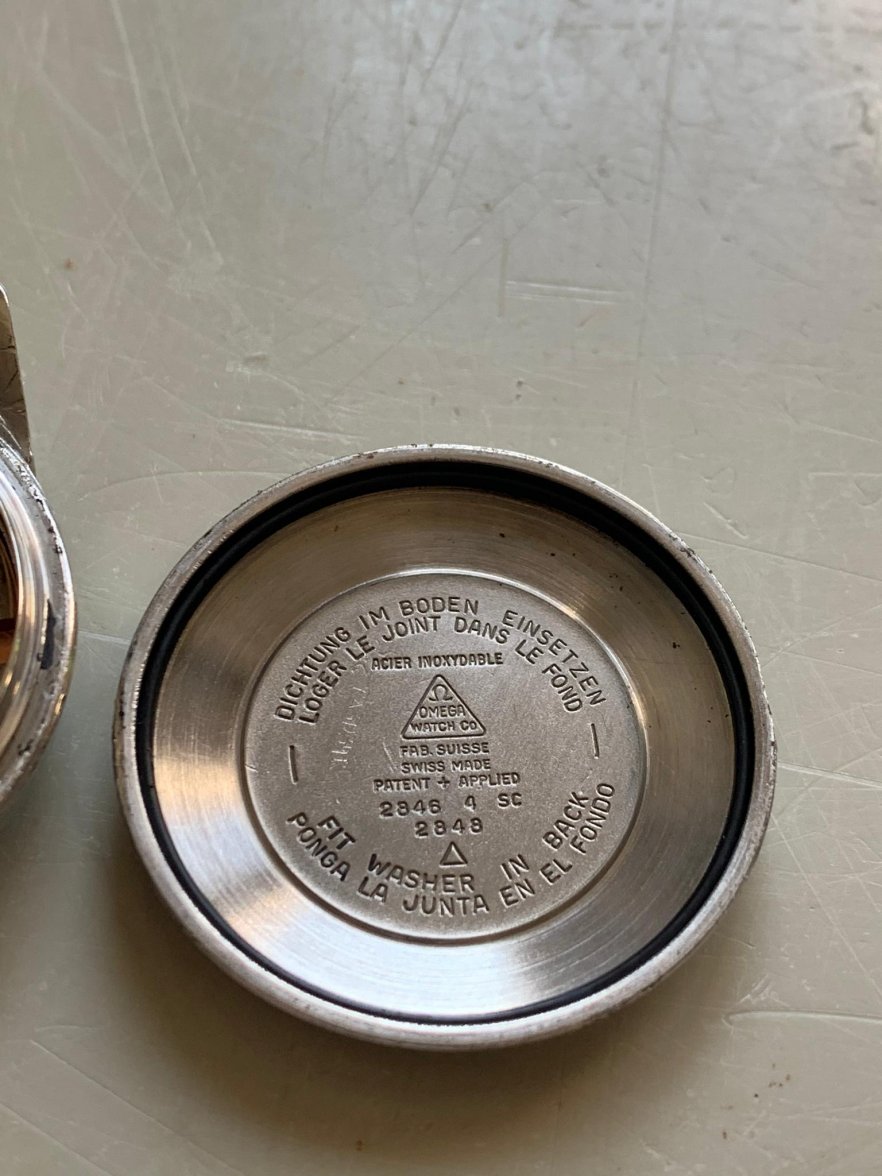 DICHTUNG IM BODEN EINSETZEN
LOGER LE JOINT DANS LE FOND
ACIER INOXYDABLE
Ω
OMEGA
WATCH Co
FAB. SUISSE
SWISS MADE
PATENT + APPLIED
2846 4 SC
2848
FIT WASHER IN BACK
PONGA LA JUNTA EN EL FONDO